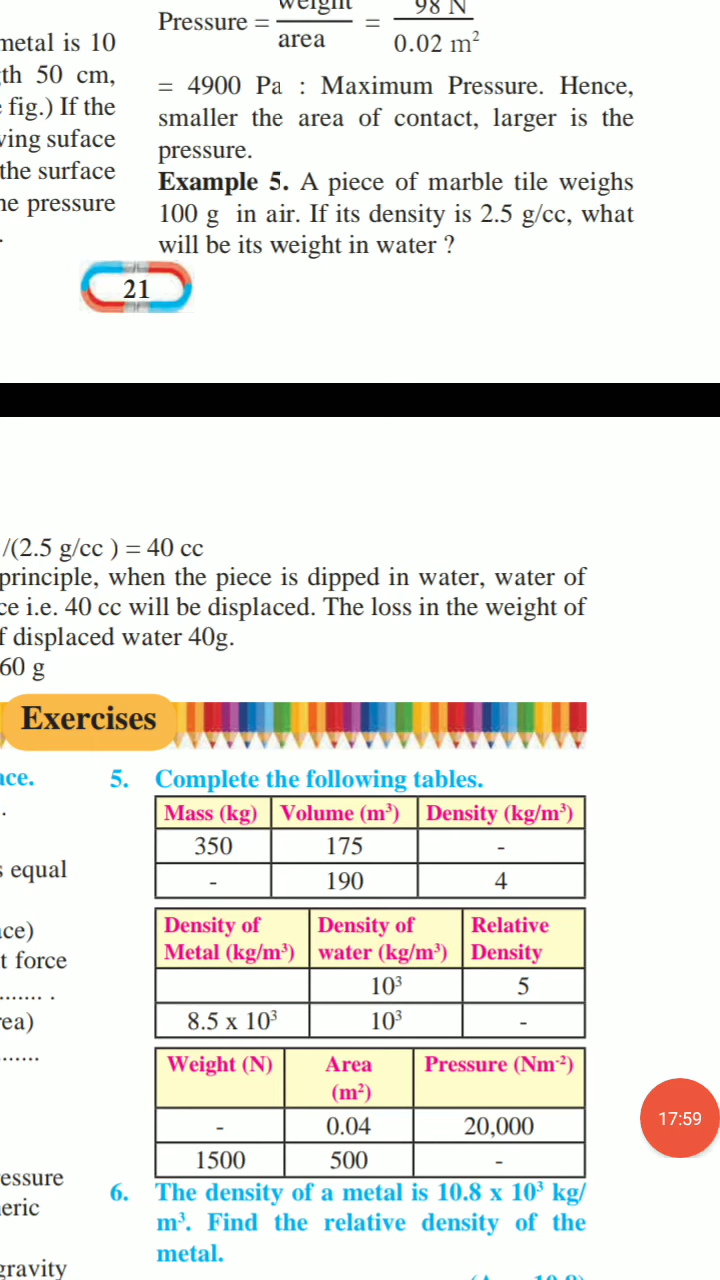 Pressure = weight / area = 98 N / 0.02 m²
metal is 10
th 50 cm,
fig.) If the
ving suface
the surface
he pressure
= 4900 Pa : Maximum Pressure. Hence,
smaller the area of contact, larger is the
pressure.
Example 5. A piece of marble tile weighs
100 g in air. If its density is 2.5 g/cc, what
will be its weight in water ?
21
/(2.5 g/cc ) = 40 cc
principle, when the piece is dipped in water, water of
ce i.e. 40 cc will be displaced. The loss in the weight of
f displaced water 40g.
60 g
Exercises
ace.
.
s equal
ace)
t force
....... .
rea)
......
essure
eric
gravity
5. Complete the following tables.
Mass (kg) Volume (m³) Density (kg/m³)
350 175 -
- 190 4
Density of Density of Relative
Metal (kg/m³) water (kg/m³) Density
10³ 5
8.5 x 10³ 10³ -
Weight (N) Area Pressure (Nm⁻²)
(m²)
- 0.04 20,000
1500 500 -
17:59
6. The density of a metal is 10.8 x 10³ kg/
m³. Find the relative density of the
metal.